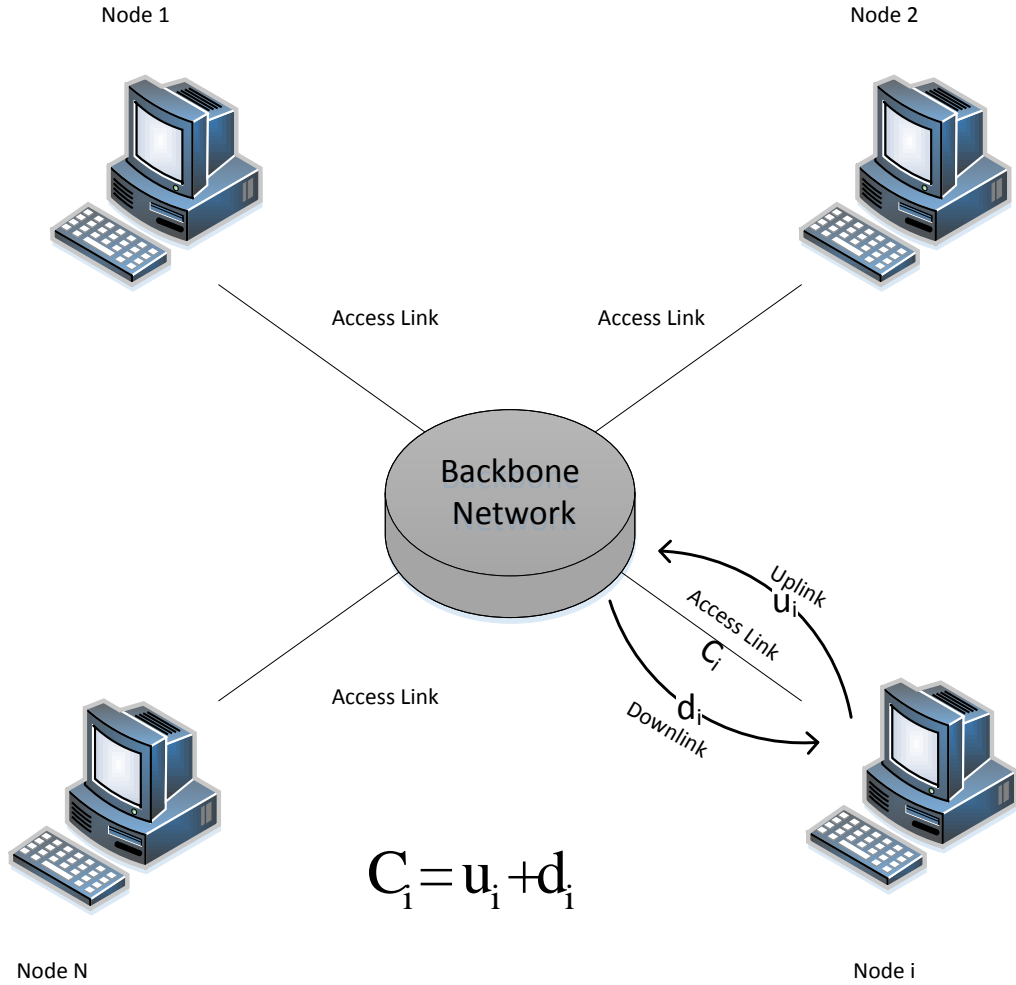 Node 1
Node 2
Access Link
Access Link
Backbone
Network
Uplink
uᵢ
Access Link
Cᵢ
dᵢ
Downlink
Access Link
Cᵢ=uᵢ+dᵢ
Node N
Node i